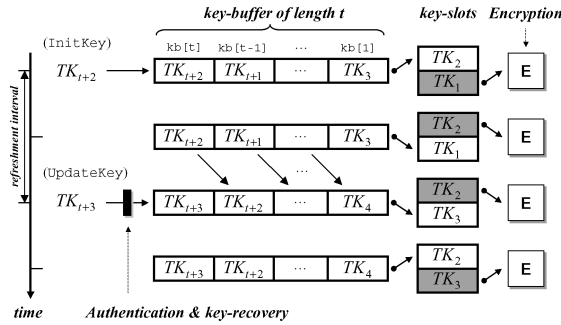 key-buffer of length t key-slots Encryption
(InitKey) kb[t] kb[t-1] ... kb[1]
TK_{t+2} TK_{t+2} TK_{t+1} ... TK_3 TK_2 E
TK_1
refreshment interval
TK_{t+2} TK_{t+1} ... TK_3 TK_2 E
TK_1
(UpdateKey) ...
TK_{t+3} TK_{t+3} TK_{t+2} ... TK_4 TK_2 E
TK_3
TK_{t+3} TK_{t+2} ... TK_4 TK_2 E
TK_3
time Authentication & key-recovery